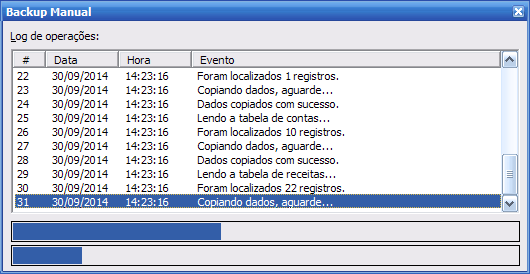 Backup Manual
Log de operações:
# Data Hora Evento
22 30/09/2014 14:23:16 Foram localizados 1 registros.
23 30/09/2014 14:23:16 Copiando dados, aguarde...
24 30/09/2014 14:23:16 Dados copiados com sucesso.
25 30/09/2014 14:23:16 Lendo a tabela de contas...
26 30/09/2014 14:23:16 Foram localizados 10 registros.
27 30/09/2014 14:23:16 Copiando dados, aguarde...
28 30/09/2014 14:23:16 Dados copiados com sucesso.
29 30/09/2014 14:23:16 Lendo a tabela de receitas...
30 30/09/2014 14:23:16 Foram localizados 22 registros.
31 30/09/2014 14:23:16 Copiando dados, aguarde...